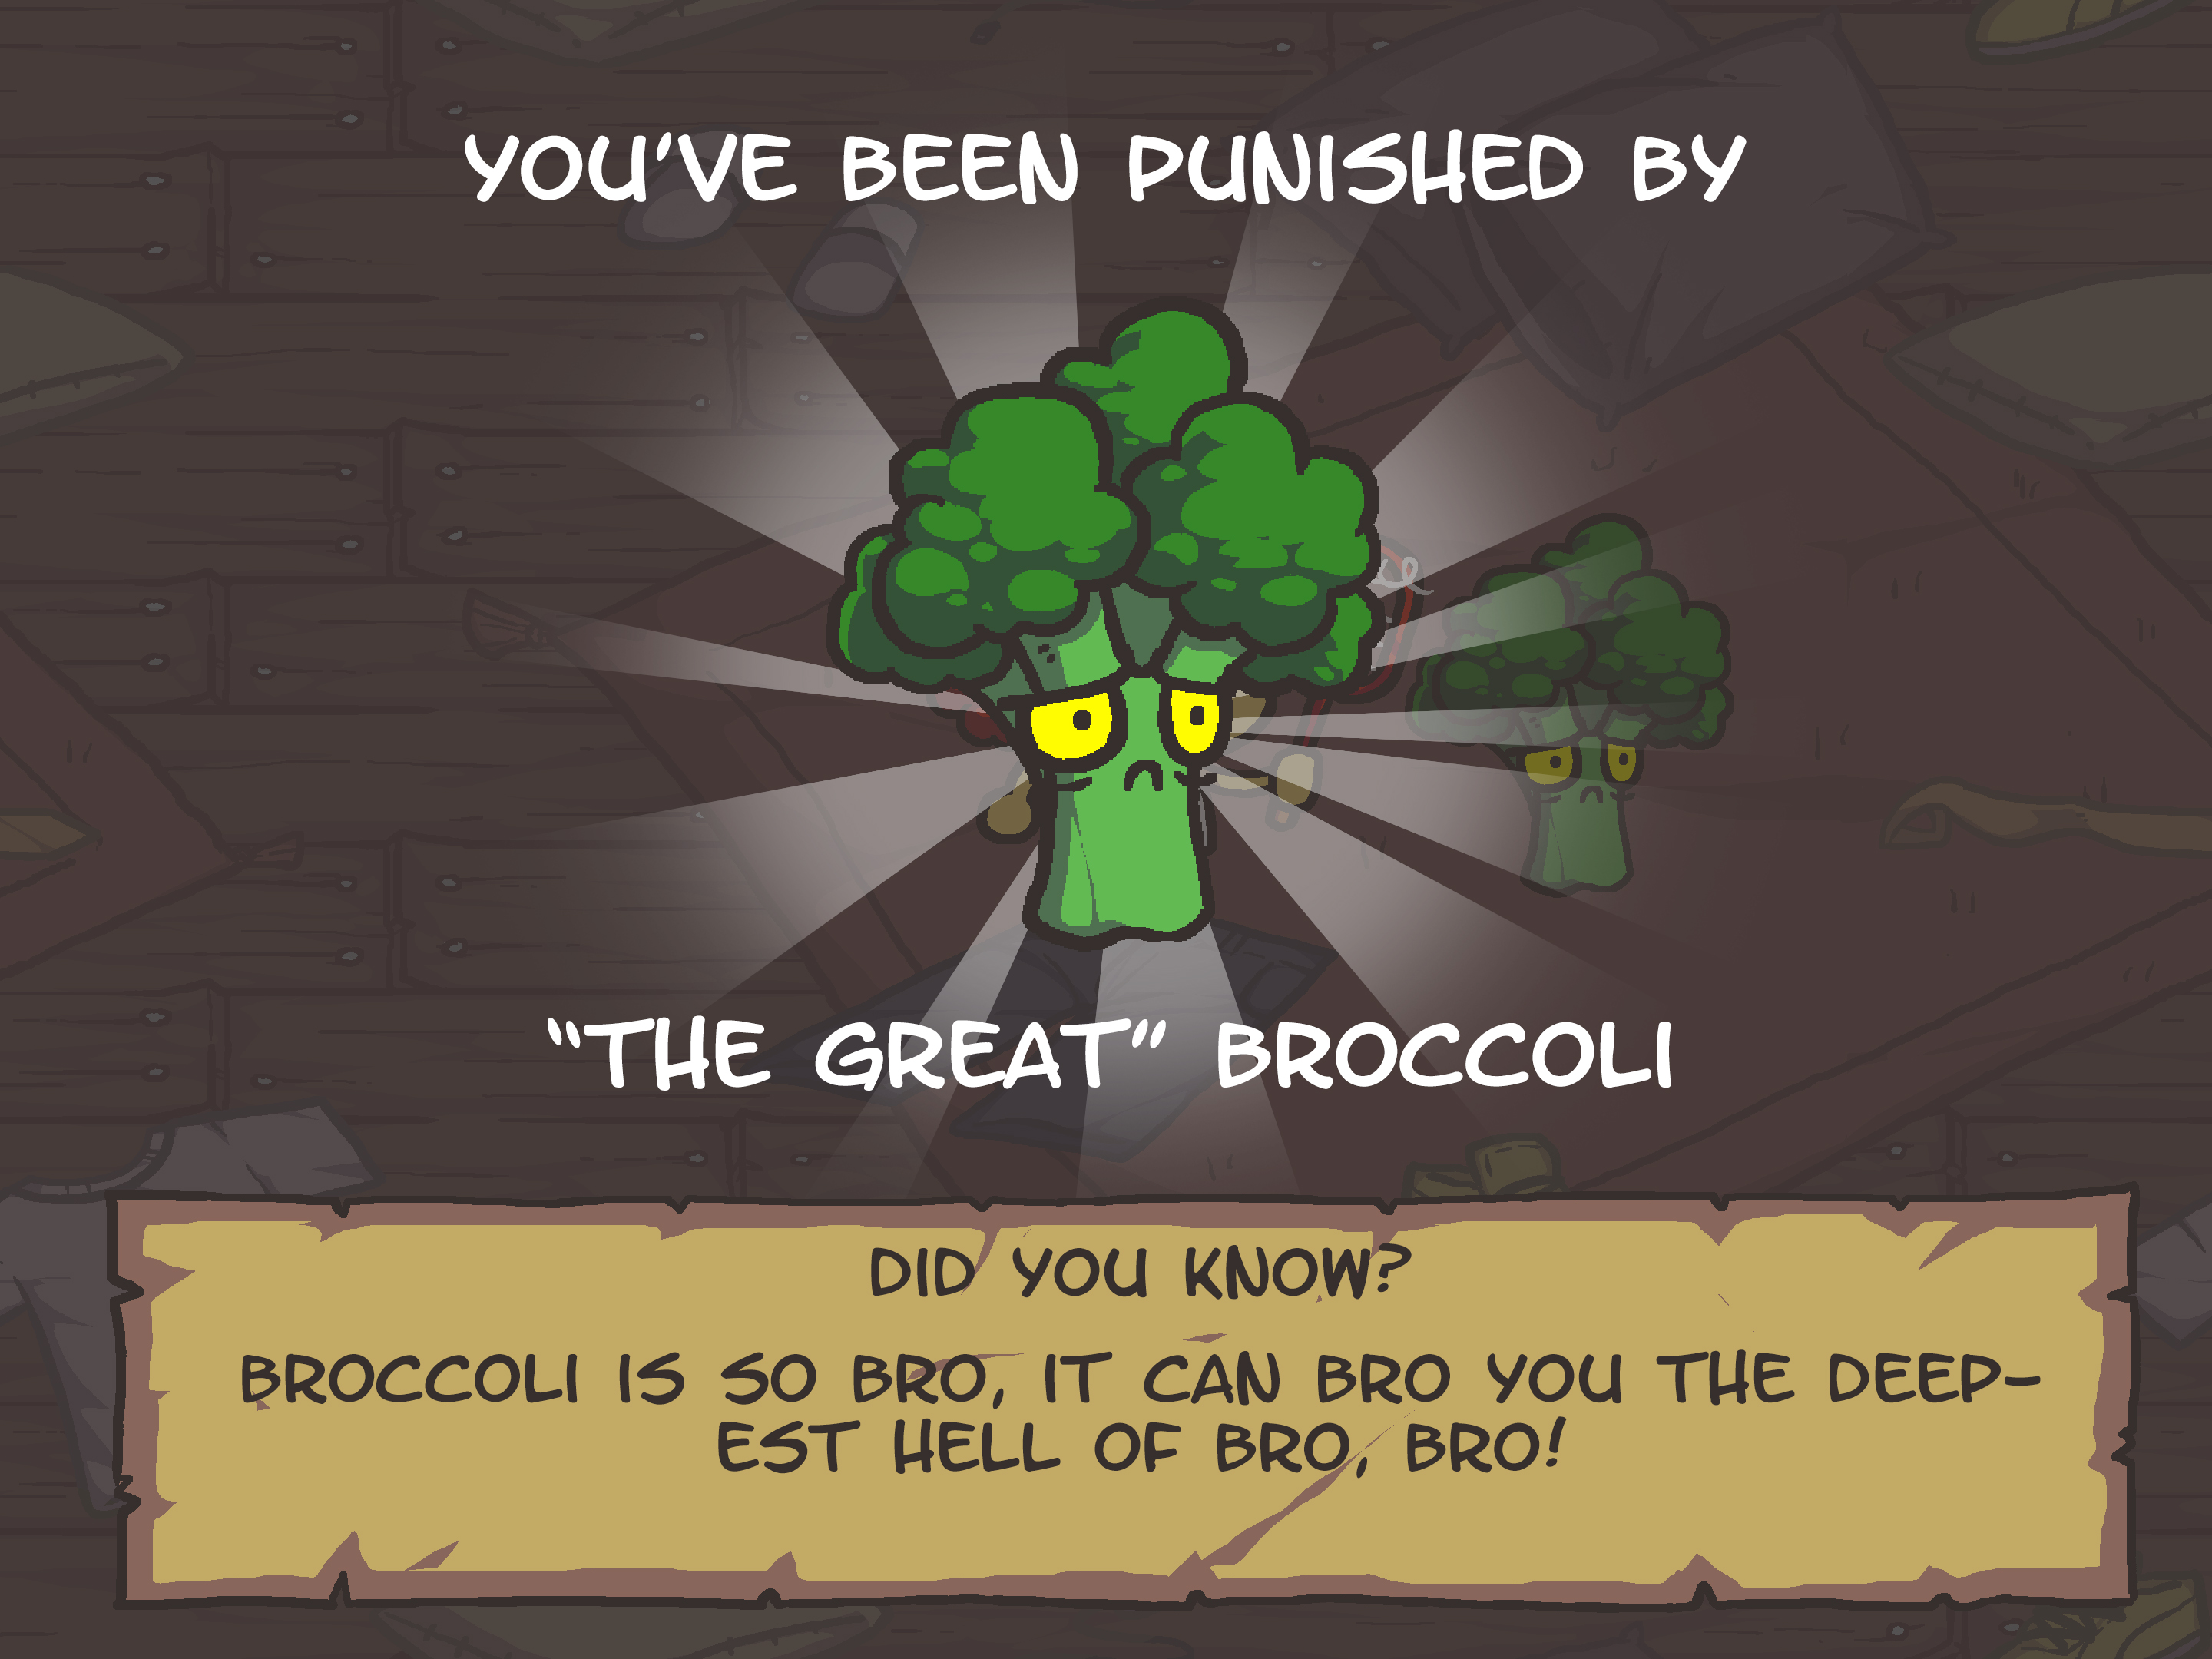 YOU'VE BEEN PUNISHED BY
“THE GREAT” BROCCOLI
DID YOU KNOW?
BROCCOLI IS SO BRO, IT CAN BRO YOU THE DEEP-
EST HELL OF BRO, BRO!